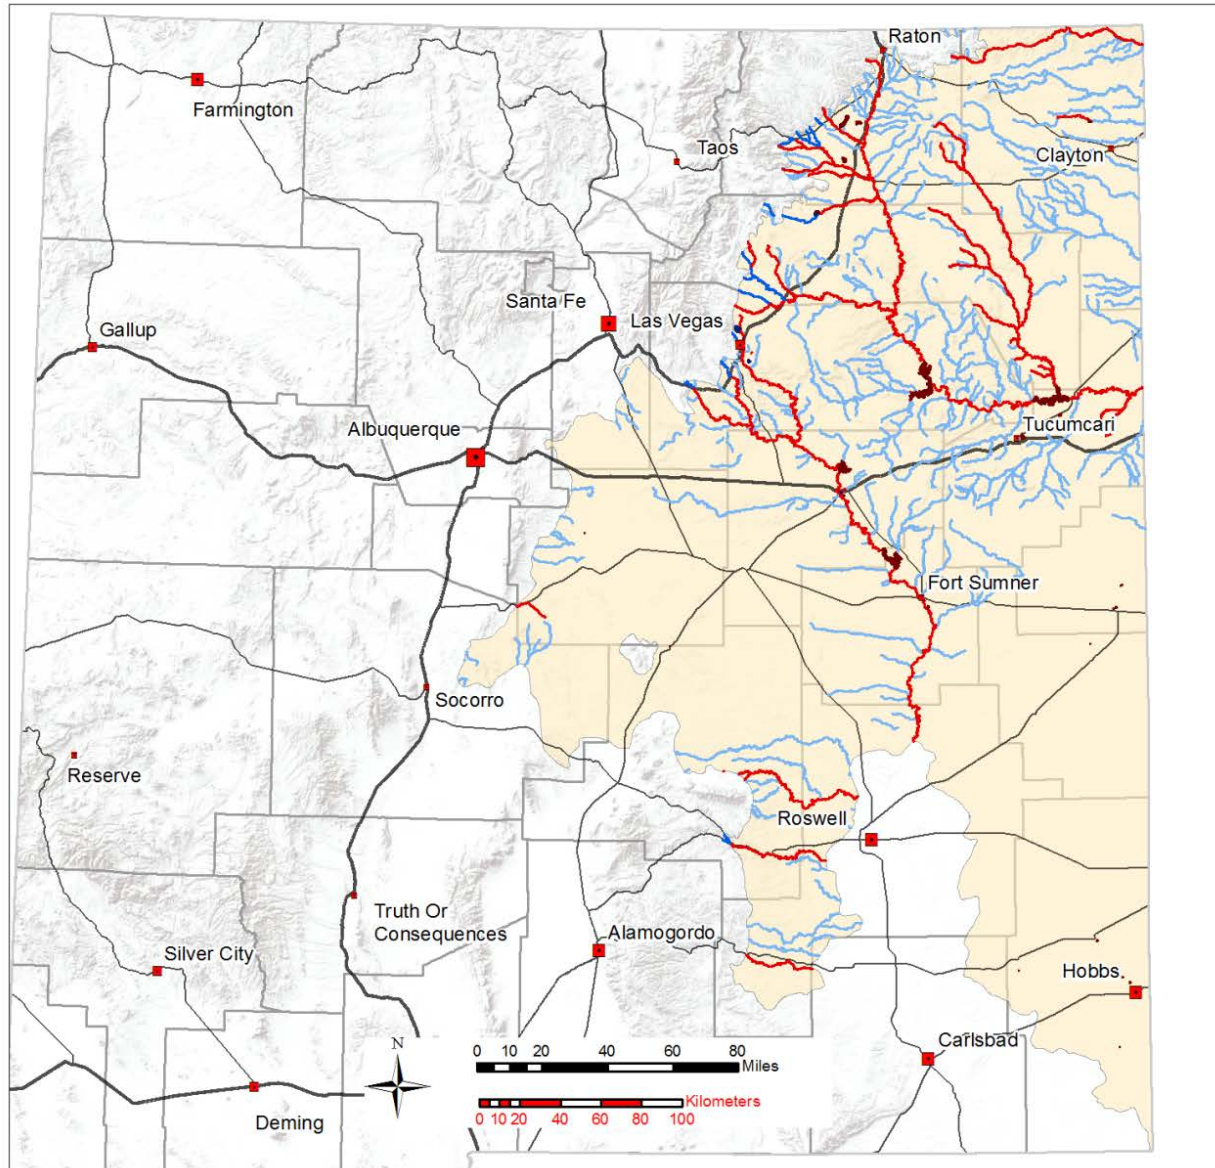 Raton
Farmington
Taos
Clayton
Santa Fe
Las Vegas
Gallup
Albuquerque
Tucumcari
Fort Sumner
Socorro
Reserve
Roswell
Truth Or
Consequences
Alamogordo
Silver City
Hobbs
Carlsbad
N
0 10 20 40 60 80
Miles
Kilometers
0 10 20 40 60 80 100
Deming